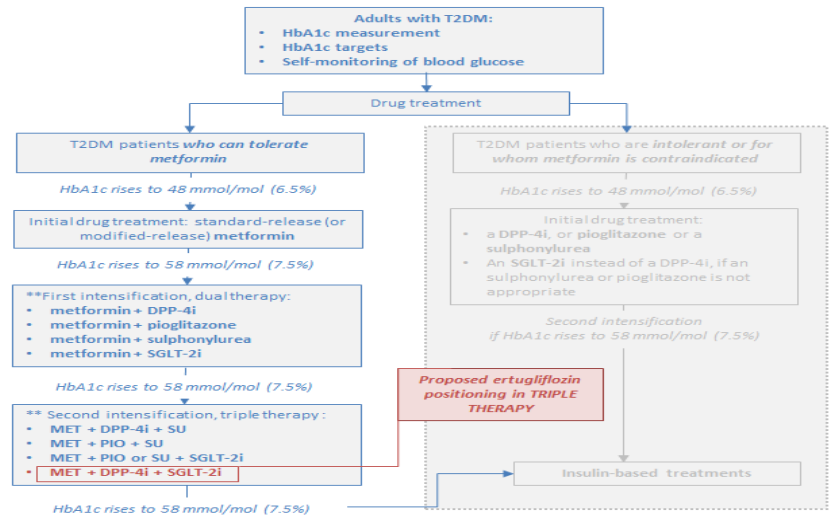 Adults with T2DM:
• HbA1c measurement
• HbA1c targets
• Self-monitoring of blood glucose
Drug treatment
T2DM patients who can tolerate
metformin
HbA1c rises to 48 mmol/mol (6.5%)
Initial drug treatment: standard-release (or
modified-release) metformin
HbA1c rises to 58 mmol/mol (7.5%)
**First intensification, dual therapy:
• metformin + DPP-4i
• metformin + pioglitazone
• metformin + sulphonylurea
• metformin + SGLT-2i
HbA1c rises to 58 mmol/mol (7.5%)
** Second intensification, triple therapy :
• MET + DPP-4i + SU
• MET + PIO + SU
• MET + PIO or SU + SGLT-2i
• MET + DPP-4i + SGLT-2i
HbA1c rises to 58 mmol/mol (7.5%)
Proposed ertugliflozin
positioning in TRIPLE
THERAPY
T2DM patients who are intolerant or for
whom metformin is contraindicated
HbA1c rises to 48 mmol/mol (6.5%)
Initial drug treatment:
• a DPP-4i, or pioglitazone or a
sulphonylurea
• An SGLT-2i instead of a DPP-4i, if an
sulphonylurea or pioglitazone is not
appropriate
Second intensification
if HbA1c rises to 58 mmol/mol (7.5%)
Insulin-based treatments